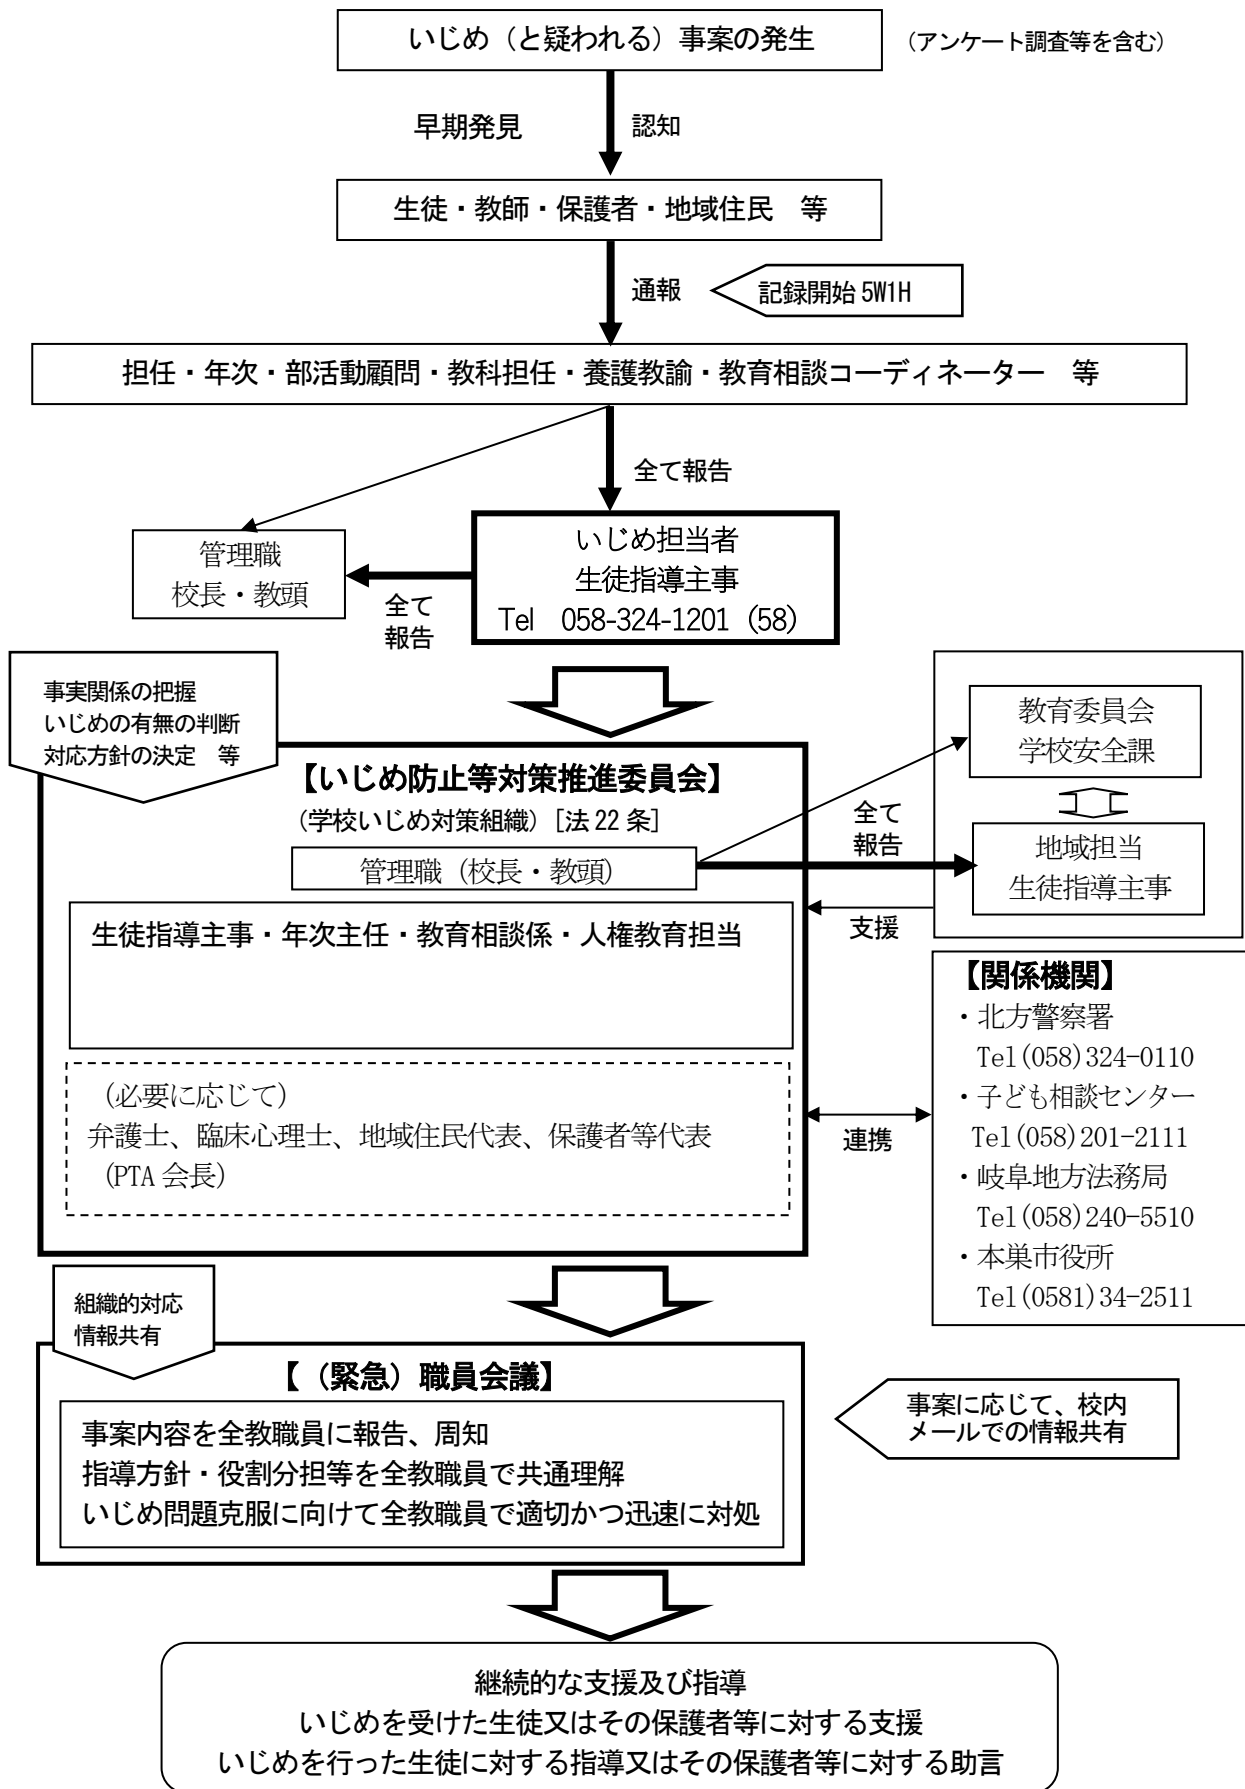 いじめ（と疑われる）事案の発生
（アンケート調査等を含む）
早期発見
認知
生徒・教師・保護者・地域住民　等
通報
記録開始 5W1H
担任・年次・部活動顧問・教科担任・養護教諭・教育相談コーディネーター　等
全て報告
いじめ担当者
生徒指導主事
Tel　058-324-1201（58）
管理職
校長・教頭
全て
報告
事実関係の把握
いじめの有無の判断
対応方針の決定　等
【いじめ防止等対策推進委員会】
（学校いじめ対策組織）［法 22 条］
管理職（校長・教頭）
生徒指導主事・年次主任・教育相談係・人権教育担当
（必要に応じて）
弁護士、臨床心理士、地域住民代表、保護者等代表
（PTA 会長）
教育委員会
学校安全課
全て
報告
地域担当
生徒指導主事
支援
【関係機関】
・北方警察署
Tel(058)324-0110
・子ども相談センター
Tel(058)201-2111
・岐阜地方法務局
Tel(058)240-5510
・本巣市役所
Tel(0581)34-2511
連携
組織的対応
情報共有
【（緊急）職員会議】
事案内容を全教職員に報告、周知
指導方針・役割分担等を全教職員で共通理解
いじめ問題克服に向けて全教職員で適切かつ迅速に対処
事案に応じて、校内
メールでの情報共有
継続的な支援及び指導
いじめを受けた生徒又はその保護者等に対する支援
いじめを行った生徒に対する指導又はその保護者等に対する助言